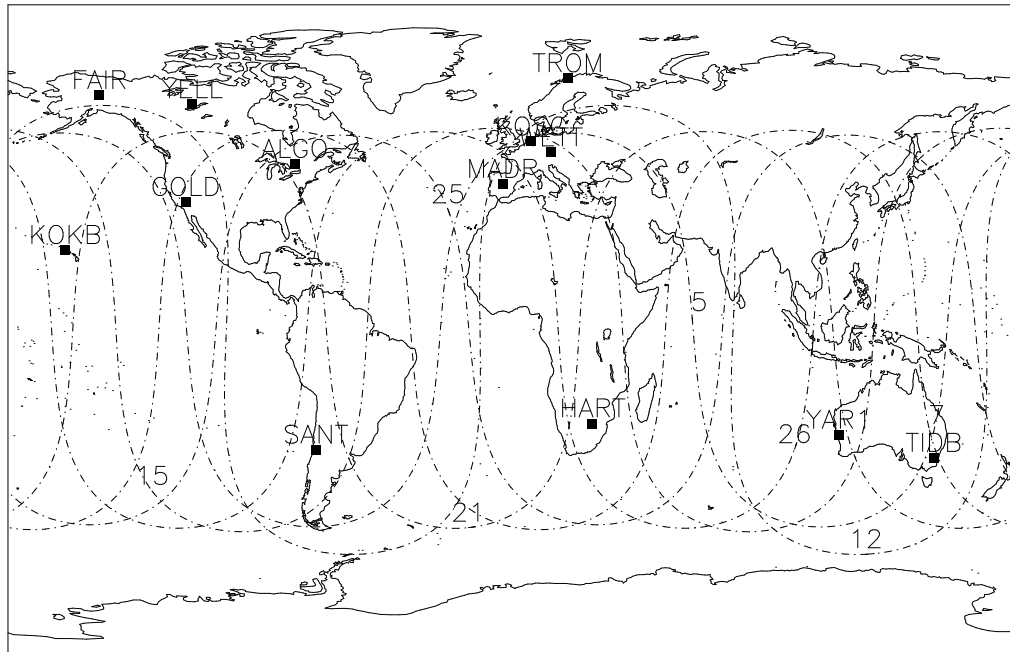 TROM
FAIR
YELL
ALGO
MADR
GOLD
25
KOKB
5
HART
YAR1
7
SANT
26
TIDB
15
21
12